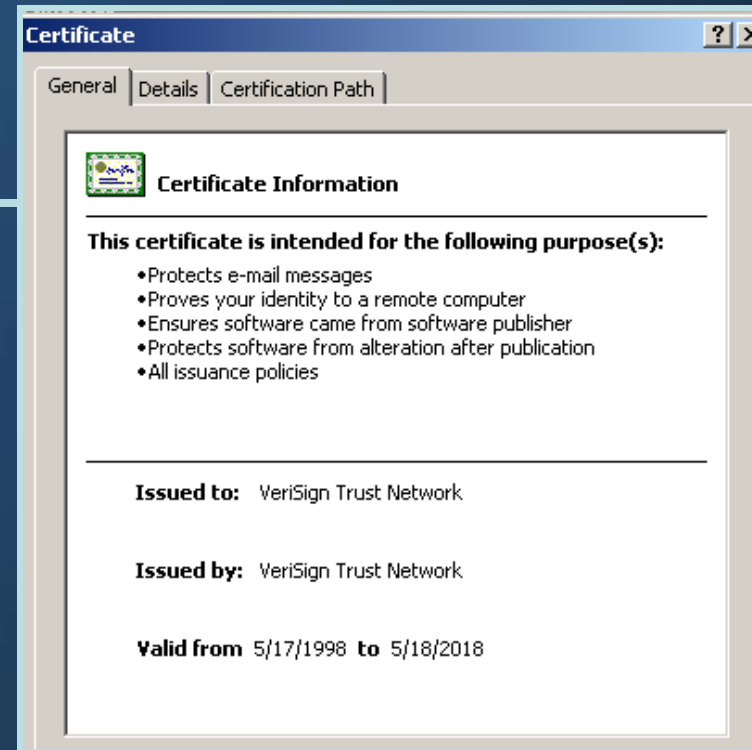 Certificate
General Details Certification Path
Certificate Information
This certificate is intended for the following purpose(s):
•Protects e-mail messages
•Proves your identity to a remote computer
•Ensures software came from software publisher
•Protects software from alteration after publication
•All issuance policies
Issued to: VeriSign Trust Network
Issued by: VeriSign Trust Network
Valid from 5/17/1998 to 5/18/2018